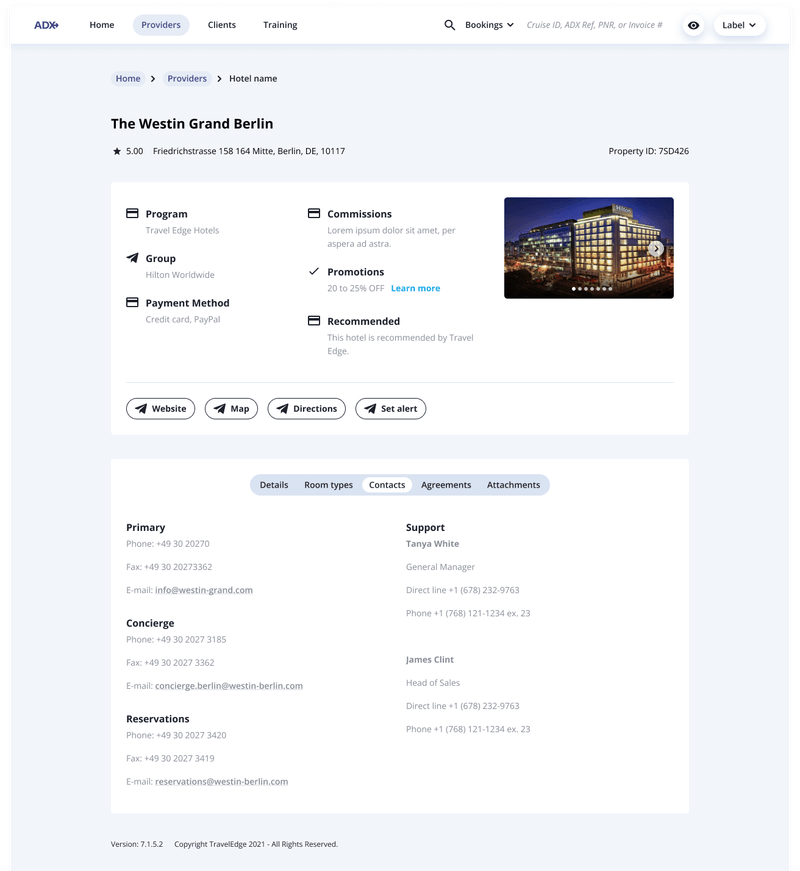 ADX
Home
Providers
Clients
Training
Bookings
Cruise ID, ADX Ref, PNR, or Invoice #
Label
Home
Providers
Hotel name
The Westin Grand Berlin
5.00
Friedrichstrasse 158 164 Mitte, Berlin, DE, 10117
Property ID: 7SD426
Program
Travel Edge Hotels
Group
Hilton Worldwide
Payment Method
Credit card, PayPal
Commissions
Lorem ipsum dolor sit amet, per
aspera ad astra.
Promotions
20 to 25% OFF Learn more
Recommended
This hotel is recommended by Travel
Edge.
Website
Map
Directions
Set alert
Details
Room types
Contacts
Agreements
Attachments
Primary
Phone: +49 30 20270
Fax: +49 30 20273362
E-mail: info@westin-grand.com
Concierge
Phone: +49 30 2027 3185
Fax: +49 30 2027 3362
E-mail: concierge.berlin@westin-berlin.com
Reservations
Phone: +49 30 2027 3420
Fax: +49 30 2027 3419
E-mail: reservations@westin-berlin.com
Support
Tanya White
General Manager
Direct line +1 (678) 232-9763
Phone +1 (768) 121-1234 ex. 23
James Clint
Head of Sales
Direct line +1 (678) 232-9763
Phone +1 (768) 121-1234 ex. 23
Version: 7.1.5.2
Copyright TravelEdge 2021 - All Rights Reserved.